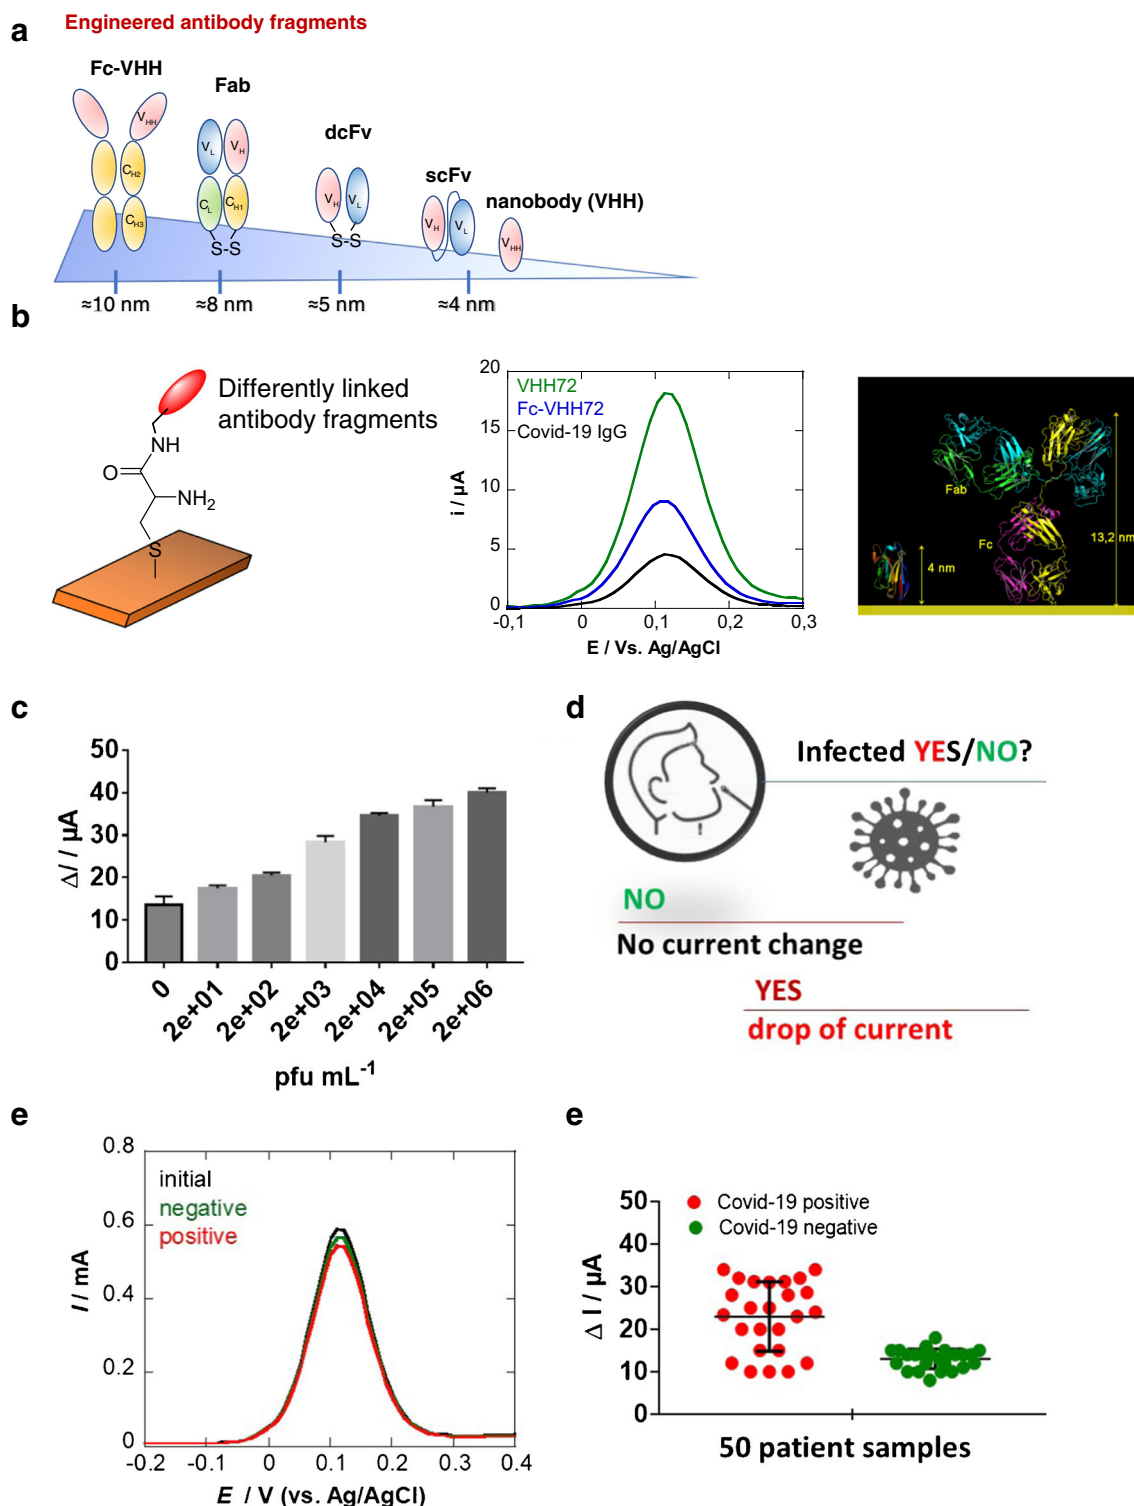 a
Engineered antibody fragments
Fc-VHH
Fab
dcFv
scFv
nanobody (VHH)
VHH
CH2
CH3
VL
VH
CL
CH1
S-S
VH
VL
S-S
VH
VL
VHH
≈10 nm
≈8 nm
≈5 nm
≈4 nm
b
Differently linked
antibody fragments
NH
O
NH2
S
20
15
10
5
0
i / µA
VHH72
Fc-VHH72
Covid-19 IgG
-0,1
0
0,1
0,2
0,3
E / Vs. Ag/AgCl
Fab
Fc
4 nm
13,2 nm
c
50
40
30
20
10
0
ΔI / µA
0
2e+01
2e+02
2e+03
2e+04
2e+05
2e+06
pfu mL-1
d
Infected YES/NO?
NO
No current change
YES
drop of current
e
0.8
0.6
0.4
0.2
0
I / mA
initial
negative
positive
-0.2
-0.1
0
0.1
0.2
0.3
0.4
E / V (vs. Ag/AgCl)
e
50
40
30
20
10
0
Δ I / µA
Covid-19 positive
Covid-19 negative
50 patient samples